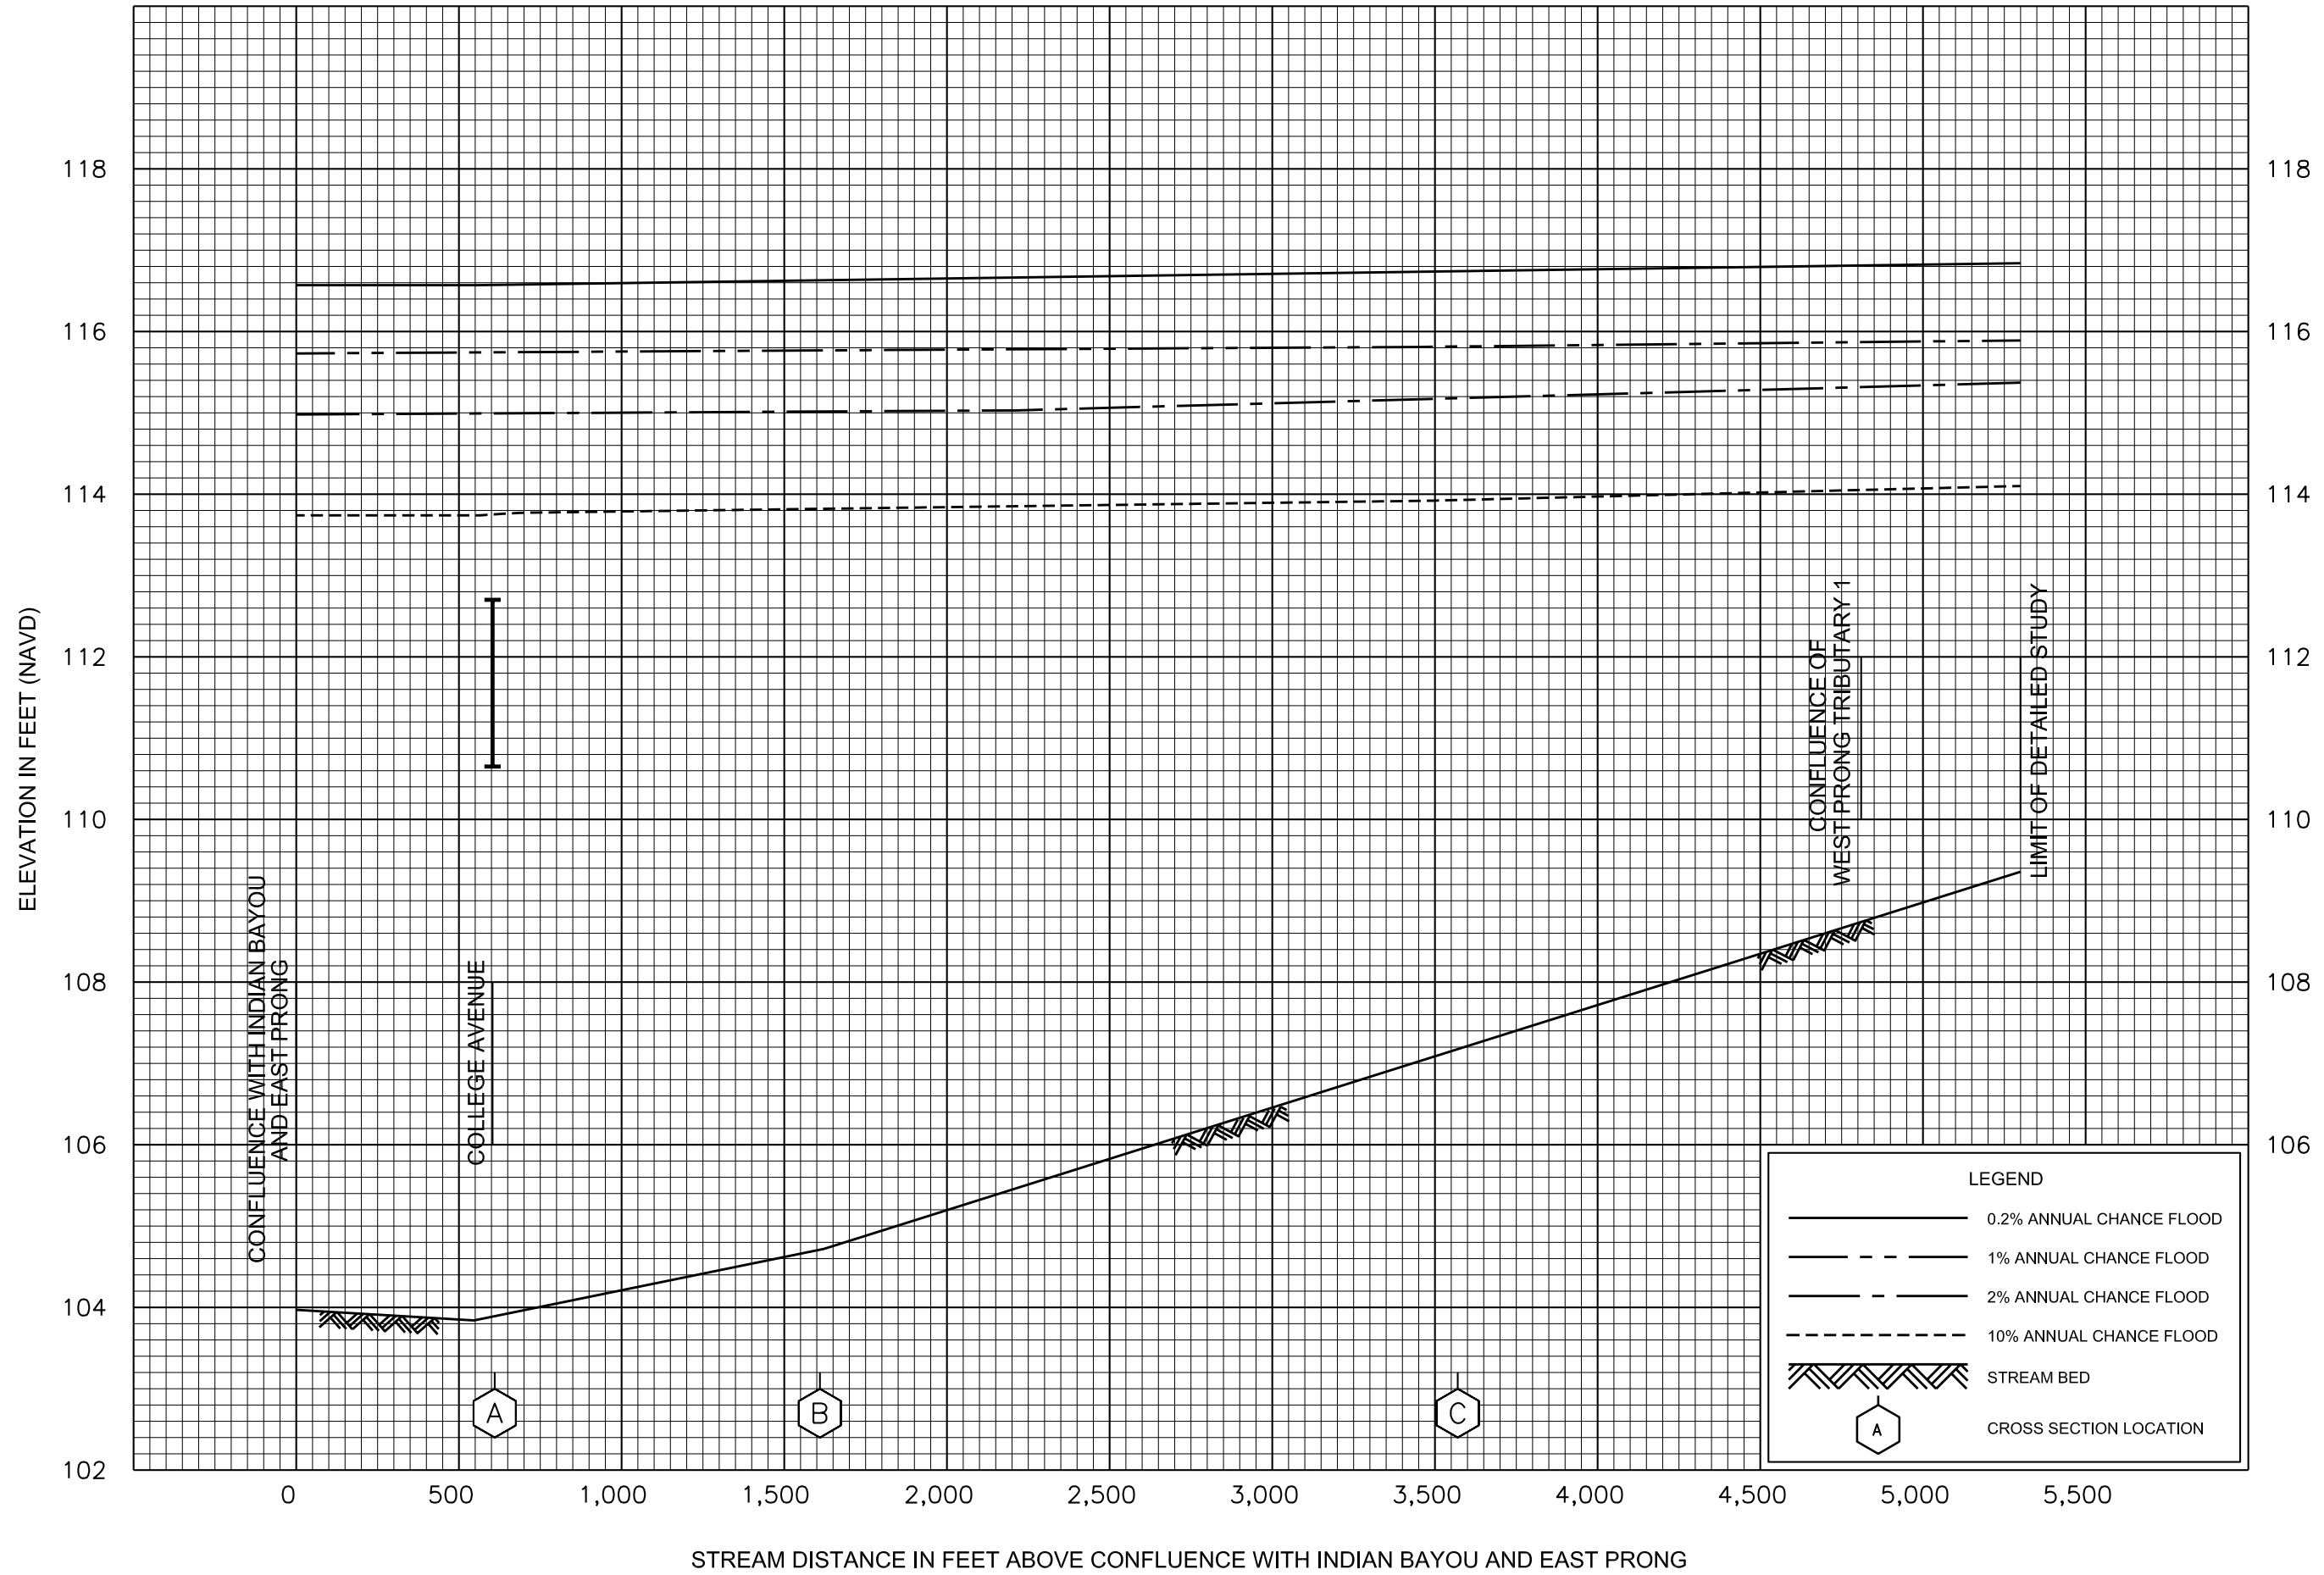 118
118
116
116
114
114
112
112
110
110
108
108
106
106
104
102
ELEVATION IN FEET (NAVD)
CONFLUENCE WITH INDIAN BAYOU
AND EAST PRONG
COLLEGE AVENUE
CONFLUENCE OF
WEST PRONG TRIBUTARY 1
LIMIT OF DETAILED STUDY
A
B
C
LEGEND
0.2% ANNUAL CHANCE FLOOD
1% ANNUAL CHANCE FLOOD
2% ANNUAL CHANCE FLOOD
10% ANNUAL CHANCE FLOOD
STREAM BED
A
CROSS SECTION LOCATION
0 500 1,000 1,500 2,000 2,500 3,000 3,500 4,000 4,500 5,000 5,500
STREAM DISTANCE IN FEET ABOVE CONFLUENCE WITH INDIAN BAYOU AND EAST PRONG